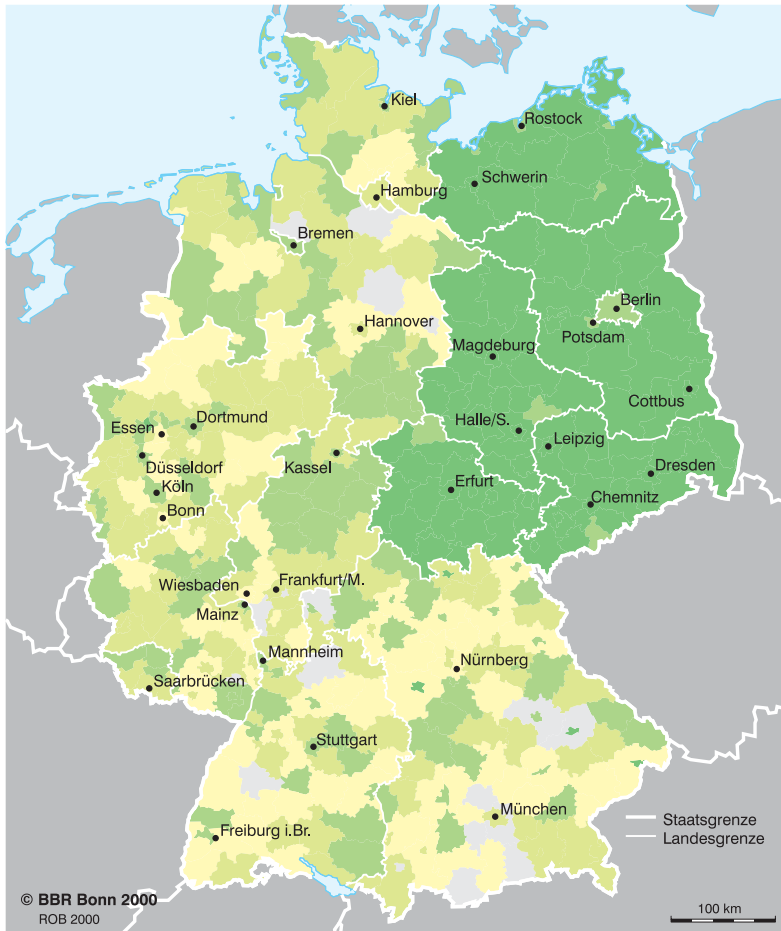 Kiel
Rostock
Schwerin
Hamburg
Bremen
Berlin
Hannover
Potsdam
Magdeburg
Cottbus
Dortmund
Essen
Halle/S.
Leipzig
Düsseldorf
Kassel
Dresden
Köln
Erfurt
Chemnitz
Bonn
Wiesbaden
Frankfurt/M.
Mainz
Mannheim
Nürnberg
Saarbrücken
Stuttgart
München
Freiburg i.Br.
Staatsgrenze
Landesgrenze
© BBR Bonn 2000
ROB 2000
100 km